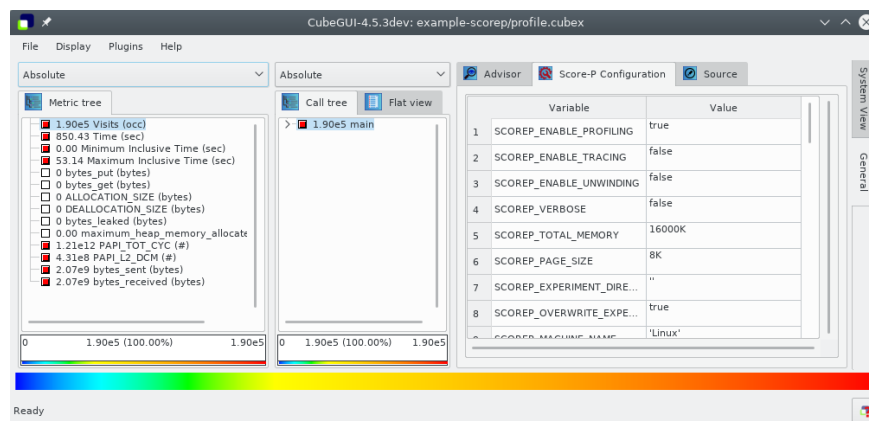 CubeGUI-4.5.3dev: example-scorep/profile.cubex
File Display Plugins Help
Absolute
Metric tree
1.90e5 Visits (occ)
850.43 Time (sec)
0.00 Minimum Inclusive Time (sec)
53.14 Maximum Inclusive Time (sec)
0 bytes_put (bytes)
0 bytes_get (bytes)
0 ALLOCATION_SIZE (bytes)
0 DEALLOCATION_SIZE (bytes)
0 bytes_leaked (bytes)
0.00 maximum_heap_memory_allocate
1.21e12 PAPI_TOT_CYC (#)
4.31e8 PAPI_L2_DCM (#)
2.07e9 bytes_sent (bytes)
2.07e9 bytes_received (bytes)
0 1.90e5 (100.00%) 1.90e5
Absolute
Call tree Flat view
1.90e5 main
0 1.90e5 (100.00%) 1.90e5
Advisor Score-P Configuration Source
Variable Value
1 SCOREP_ENABLE_PROFILING true
2 SCOREP_ENABLE_TRACING false
3 SCOREP_ENABLE_UNWINDING false
4 SCOREP_VERBOSE false
5 SCOREP_TOTAL_MEMORY 16000K
6 SCOREP_PAGE_SIZE 8K
7 SCOREP_EXPERIMENT_DIRE... ''
8 SCOREP_OVERWRITE_EXPE... true
SCOREP_MACHINE_NAME 'Linux'
System View
General
Ready